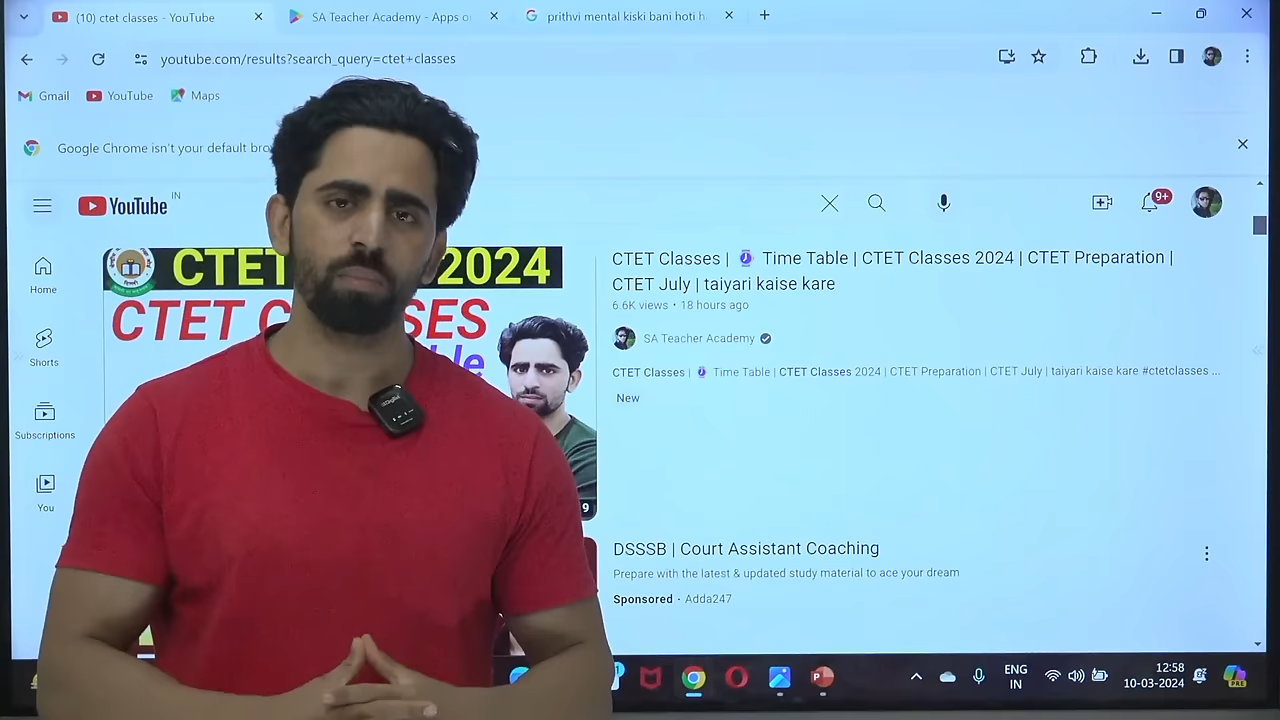 (10) ctet classes - YouTube
SA Teacher Academy - Apps o
prithvi mental kiski bani hoti h
youtube.com/results?search_query=ctet+classes
Gmail
YouTube
Maps
Google Chrome isn't your default bro
YouTube IN
9+
Home
Shorts
Subscriptions
You
CTET 2024
CTET C SES
ble
9
CTET Classes | Time Table | CTET Classes 2024 | CTET Preparation |
CTET July | taiyari kaise kare
6.6K views • 18 hours ago
SA Teacher Academy
CTET Classes | Time Table | CTET Classes 2024 | CTET Preparation | CTET July | taiyari kaise kare #ctetclasses ...
New
DSSSB | Court Assistant Coaching
Prepare with the latest & updated study material to ace your dream
Sponsored · Adda247
ENG
IN
12:58
10-03-2024
PRE